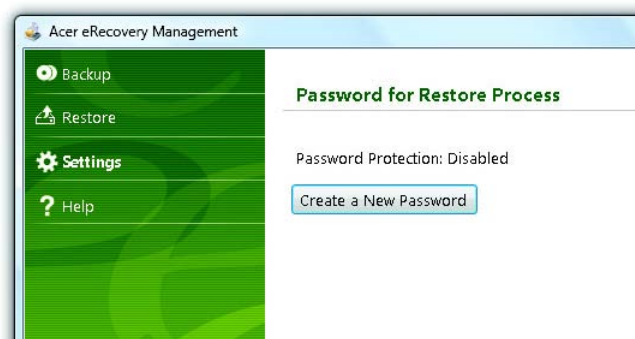 Acer eRecovery Management
Backup
Restore
Settings
? Help
Password for Restore Process
Password Protection: Disabled
Create a New Password